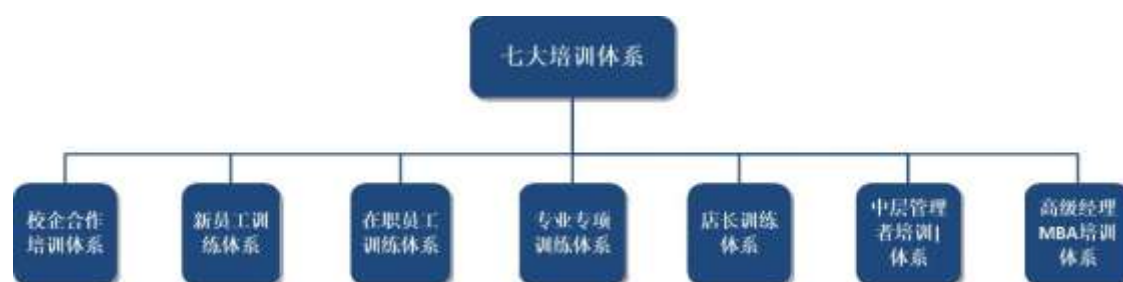 七大培训体系
校企合作
培训体系
新员工训
练体系
在职员工
训练体系
专业专项
训练体系
店长训练
体系
中层管理
者培训|
体系
高级经理
MBA培训
体系